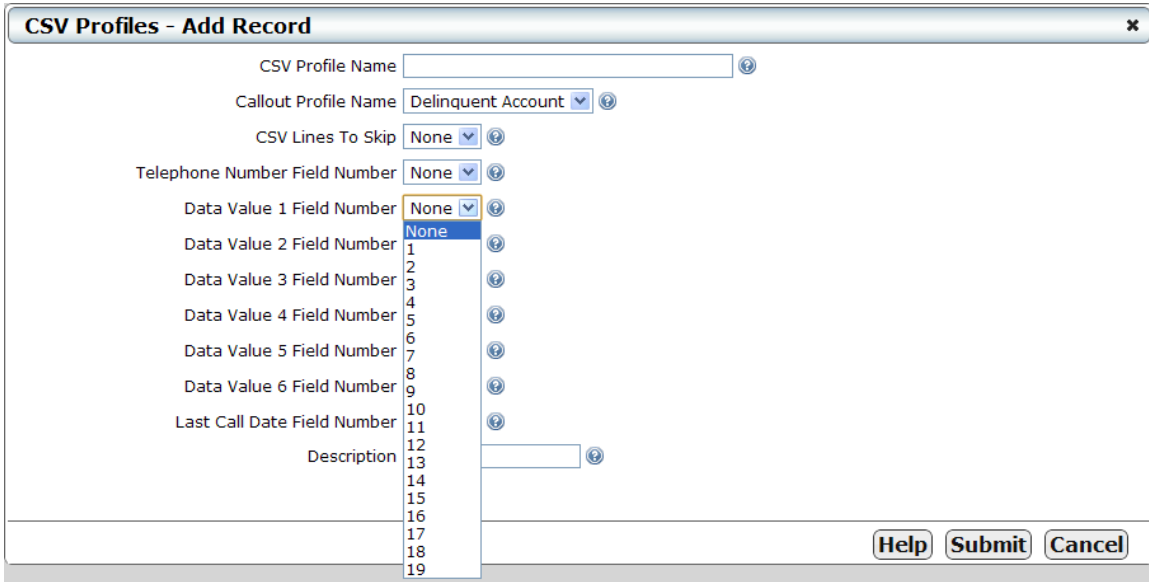 CSV Profiles - Add Record
CSV Profile Name
Callout Profile Name Delinquent Account
CSV Lines To Skip None
Telephone Number Field Number None
Data Value 1 Field Number None
None
Data Value 2 Field Number
1
2
Data Value 3 Field Number
3
4
Data Value 4 Field Number
5
6
Data Value 5 Field Number
7
8
Data Value 6 Field Number
9
10
Last Call Date Field Number
11
12
Description
13
14
15
16
17
18
19
Help Submit Cancel